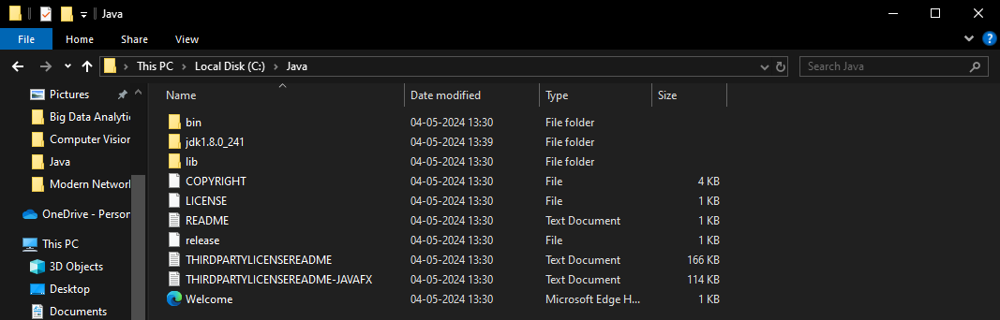 Java
File Home Share View
This PC Local Disk (C:) Java Search Java
Name Date modified Type Size
bin 04-05-2024 13:30 File folder
jdk1.8.0_241 04-05-2024 13:39 File folder
lib 04-05-2024 13:30 File folder
COPYRIGHT 04-05-2024 13:30 File 4 KB
LICENSE 04-05-2024 13:30 File 1 KB
README 04-05-2024 13:30 Text Document 1 KB
release 04-05-2024 13:30 File 1 KB
THIRDPARTYLICENSEREADME 04-05-2024 13:30 Text Document 166 KB
THIRDPARTYLICENSEREADME-JAVAFX 04-05-2024 13:30 Text Document 114 KB
Welcome 04-05-2024 13:30 Microsoft Edge H... 1 KB
Pictures
Big Data Analytic
Computer Vision
Java
Modern Network
OneDrive - Person
This PC
3D Objects
Desktop
Documents